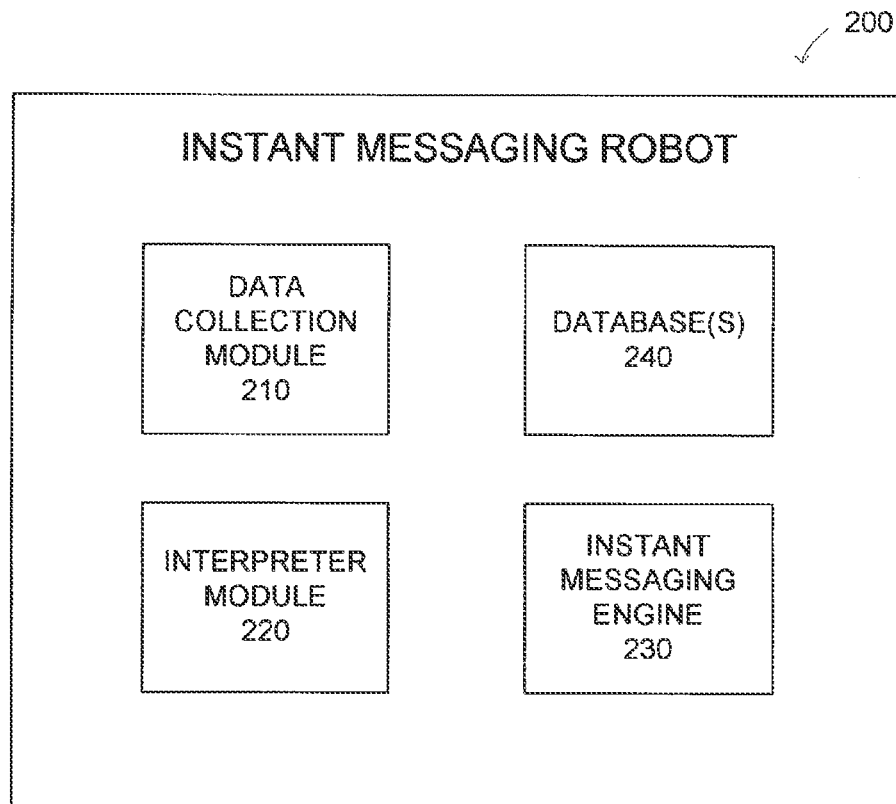 200
INSTANT MESSAGING ROBOT
DATA
COLLECTION
MODULE
210
DATABASE(S)
240
INTERPRETER
MODULE
220
INSTANT
MESSAGING
ENGINE
230